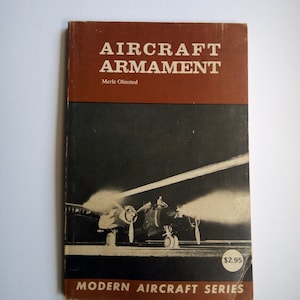 AIRCRAFT
ARMAMENT
Merle Olmsted
$2.95
MODERN AIRCRAFT SERIES